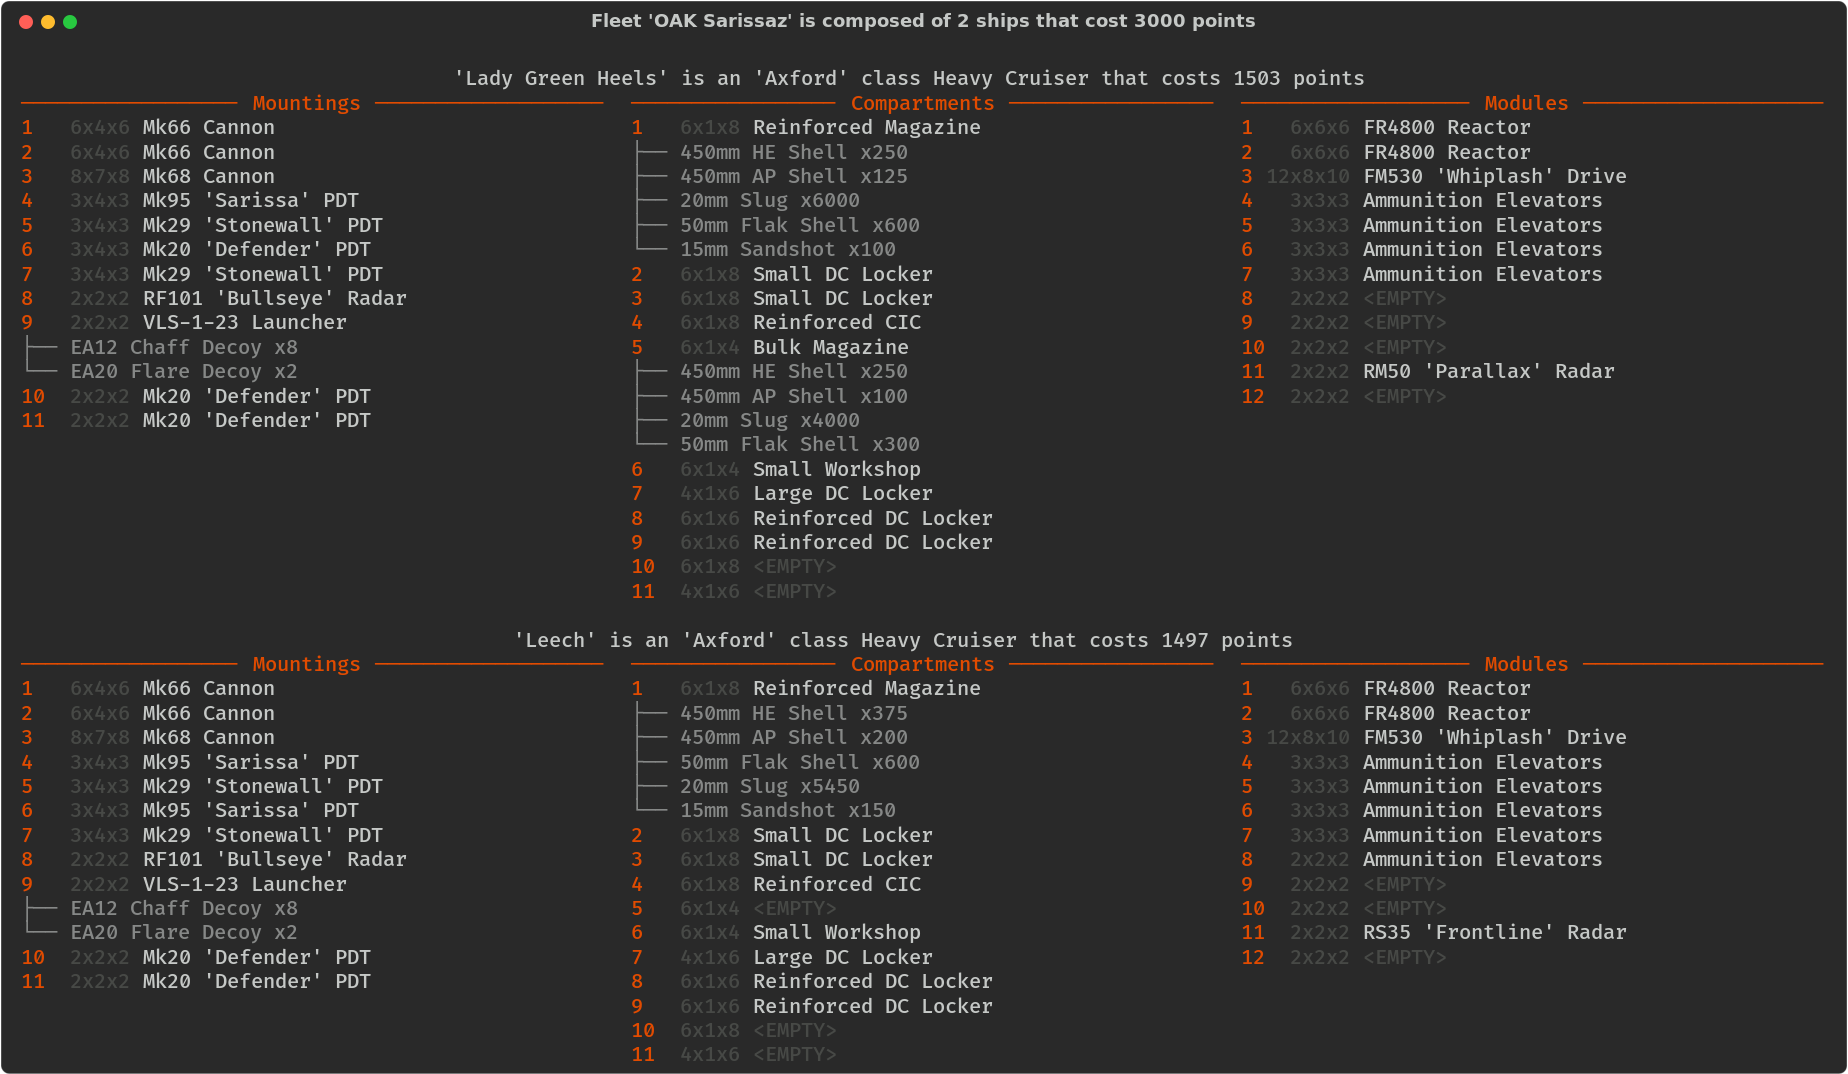 Fleet 'OAK Sarissaz' is composed of 2 ships that cost 3000 points
'Lady Green Heels' is an 'Axford' class Heavy Cruiser that costs 1503 points
Mountings
1 6x4x6 Mk66 Cannon
2 6x4x6 Mk66 Cannon
3 8x7x8 Mk68 Cannon
4 3x4x3 Mk95 'Sarissa' PDT
5 3x4x3 Mk29 'Stonewall' PDT
6 3x4x3 Mk20 'Defender' PDT
7 3x4x3 Mk29 'Stonewall' PDT
8 2x2x2 RF101 'Bullseye' Radar
9 2x2x2 VLS-1-23 Launcher
EA12 Chaff Decoy x8
EA20 Flare Decoy x2
10 2x2x2 Mk20 'Defender' PDT
11 2x2x2 Mk20 'Defender' PDT
Compartments
1 6x1x8 Reinforced Magazine
450mm HE Shell x250
450mm AP Shell x125
20mm Slug x6000
50mm Flak Shell x600
15mm Sandshot x100
2 6x1x8 Small DC Locker
3 6x1x8 Small DC Locker
4 6x1x8 Reinforced CIC
5 6x1x4 Bulk Magazine
450mm HE Shell x250
450mm AP Shell x100
20mm Slug x4000
50mm Flak Shell x300
6 6x1x4 Small Workshop
7 4x1x6 Large DC Locker
8 6x1x6 Reinforced DC Locker
9 6x1x6 Reinforced DC Locker
10 6x1x8 <EMPTY>
11 4x1x6 <EMPTY>
Modules
1 6x6x6 FR4800 Reactor
2 6x6x6 FR4800 Reactor
3 12x8x10 FM530 'Whiplash' Drive
4 3x3x3 Ammunition Elevators
5 3x3x3 Ammunition Elevators
6 3x3x3 Ammunition Elevators
7 3x3x3 Ammunition Elevators
8 2x2x2 <EMPTY>
9 2x2x2 <EMPTY>
10 2x2x2 <EMPTY>
11 2x2x2 RM50 'Parallax' Radar
12 2x2x2 <EMPTY>
'Leech' is an 'Axford' class Heavy Cruiser that costs 1497 points
Mountings
1 6x4x6 Mk66 Cannon
2 6x4x6 Mk66 Cannon
3 8x7x8 Mk68 Cannon
4 3x4x3 Mk95 'Sarissa' PDT
5 3x4x3 Mk29 'Stonewall' PDT
6 3x4x3 Mk95 'Sarissa' PDT
7 3x4x3 Mk29 'Stonewall' PDT
8 2x2x2 RF101 'Bullseye' Radar
9 2x2x2 VLS-1-23 Launcher
EA12 Chaff Decoy x8
EA20 Flare Decoy x2
10 2x2x2 Mk20 'Defender' PDT
11 2x2x2 Mk20 'Defender' PDT
Compartments
1 6x1x8 Reinforced Magazine
450mm HE Shell x375
450mm AP Shell x200
50mm Flak Shell x600
20mm Slug x5450
15mm Sandshot x150
2 6x1x8 Small DC Locker
3 6x1x8 Small DC Locker
4 6x1x8 Reinforced CIC
5 6x1x4 <EMPTY>
6 6x1x4 Small Workshop
7 4x1x6 Large DC Locker
8 6x1x6 Reinforced DC Locker
9 6x1x6 Reinforced DC Locker
10 6x1x8 <EMPTY>
11 4x1x6 <EMPTY>
Modules
1 6x6x6 FR4800 Reactor
2 6x6x6 FR4800 Reactor
3 12x8x10 FM530 'Whiplash' Drive
4 3x3x3 Ammunition Elevators
5 3x3x3 Ammunition Elevators
6 3x3x3 Ammunition Elevators
7 3x3x3 Ammunition Elevators
8 2x2x2 Ammunition Elevators
9 2x2x2 <EMPTY>
10 2x2x2 <EMPTY>
11 2x2x2 RS35 'Frontline' Radar
12 2x2x2 <EMPTY>